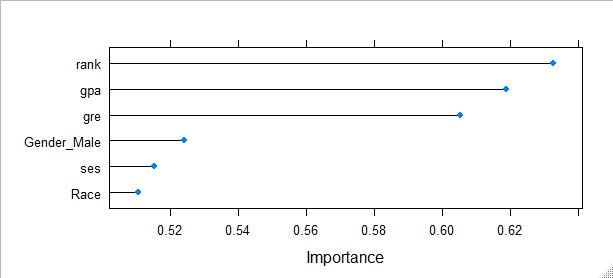 rank
gpa
gre
Gender_Male
ses
Race
0.52 0.54 0.56 0.58 0.60 0.62
Importance